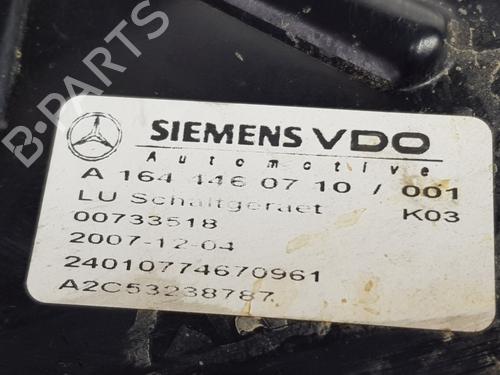 B-PARTS
SIEMENS VDO
Automotive
A 164 446 07 10 / 001
LU Schaltgeraet K03
00733518
2007-12-04
24010774670961
A2C53238787